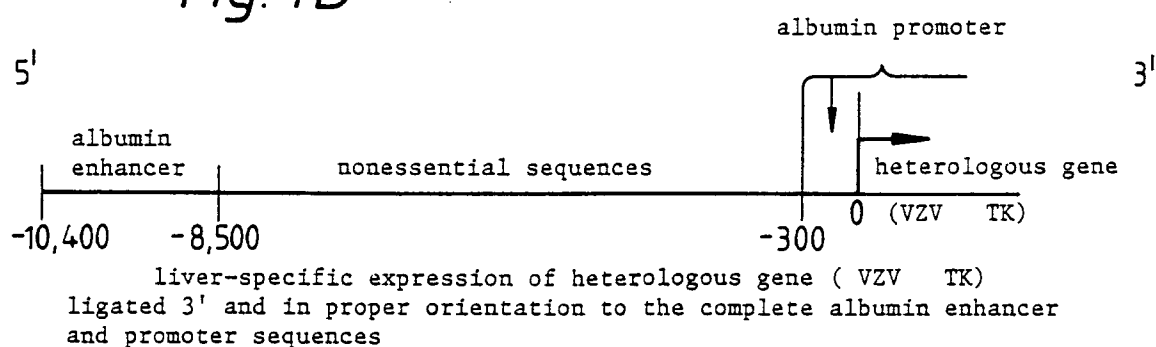 Fig. 1B
albumin promoter
5' 3'
albumin
enhancer nonessential sequences heterologous gene
-10,400 -8,500 -300 0 (VZV TK)
liver-specific expression of heterologous gene ( VZV TK)
ligated 3' and in proper orientation to the complete albumin enhancer
and promoter sequences